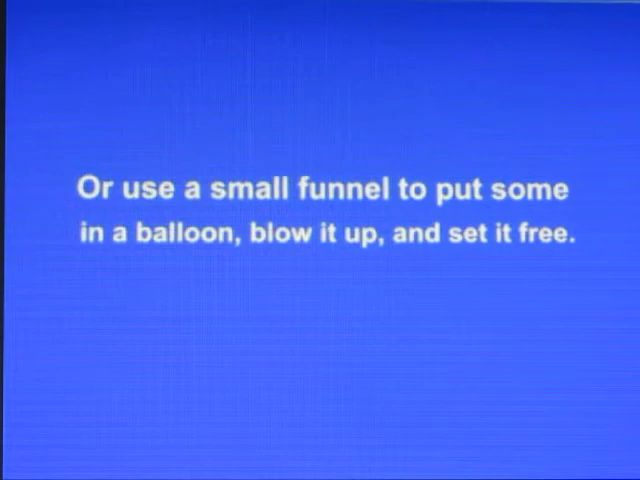 Or use a small funnel to put some
in a balloon, blow it up, and set it free.